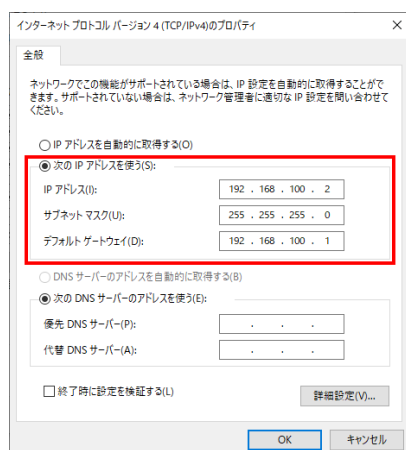 インターネット プロトコル バージョン 4 (TCP/IPv4)のプロパティ
全般
ネットワークでこの機能がサポートされている場合は、IP 設定を自動的に取得することがで
きます。サポートされていない場合は、ネットワーク管理者に適切な IP 設定を問い合わせて
ください。
IP アドレスを自動的に取得する(O)
次の IP アドレスを使う(S):
IP アドレス(I): 192 . 168 . 100 . 2
サブネット マスク(U): 255 . 255 . 255 . 0
デフォルト ゲートウェイ(D): 192 . 168 . 100 . 1
DNS サーバーのアドレスを自動的に取得する(B)
次の DNS サーバーのアドレスを使う(E):
優先 DNS サーバー(P): . . .
代替 DNS サーバー(A): . . .
終了時に設定を検証する(L)
詳細設定(V)...
OK キャンセル